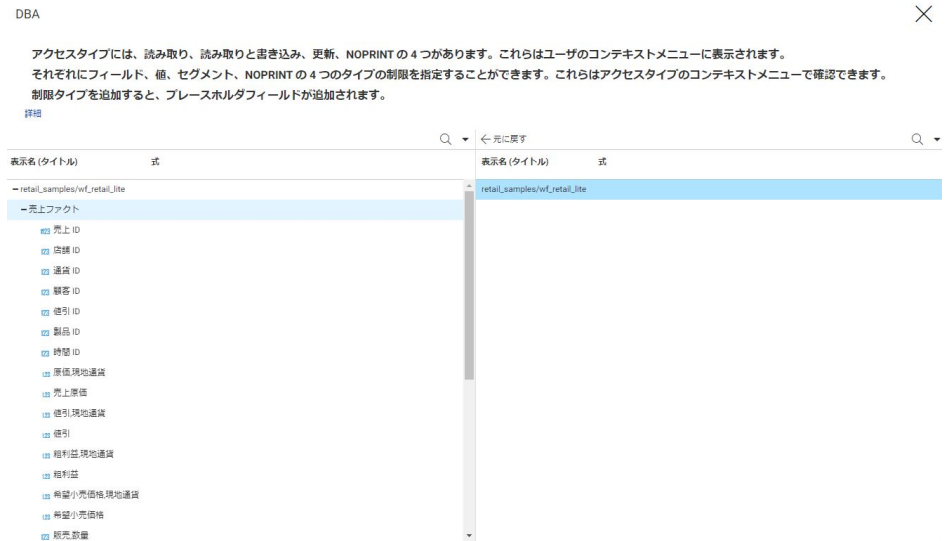 DBA
アクセスタイプには、読み取り、読み取りと書き込み、更新、NOPRINT の 4 つがあります。これらはユーザのコンテキストメニューに表示されます。
それぞれにフィールド、値、セグメント、NOPRINT の 4 つのタイプの制限を指定することができます。これらはアクセスタイプのコンテキストメニューで確認できます。
制限タイプを追加すると、プレースホルダフィールドが追加されます。
詳細
元に戻す
表示名 (タイトル) 式 表示名 (タイトル) 式
retail_samples/wf_retail_lite retail_samples/wf_retail_lite
売上ファクト
売上 ID
店舗 ID
通貨 ID
顧客 ID
値引 ID
製品 ID
時間 ID
原価,現地通貨
売上原価
値引,現地通貨
値引
粗利益,現地通貨
粗利益
希望小売価格,現地通貨
希望小売価格
販売,数量